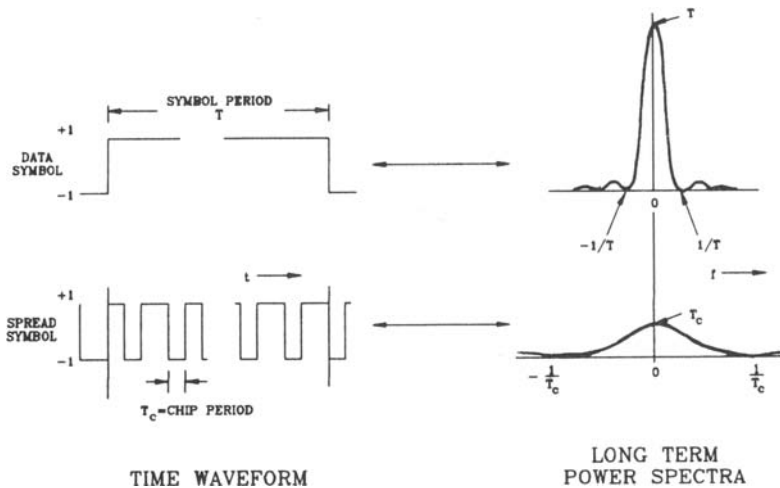 T
SYMBOL PERIOD
T
+1
DATA
SYMBOL
-1
0
-1/T
1/T
t
f
+1
SPREAD
SYMBOL
-1
T_c
T_c=CHIP PERIOD
- 1/T_c
0
1/T_c
TIME WAVEFORM
LONG TERM
POWER SPECTRA